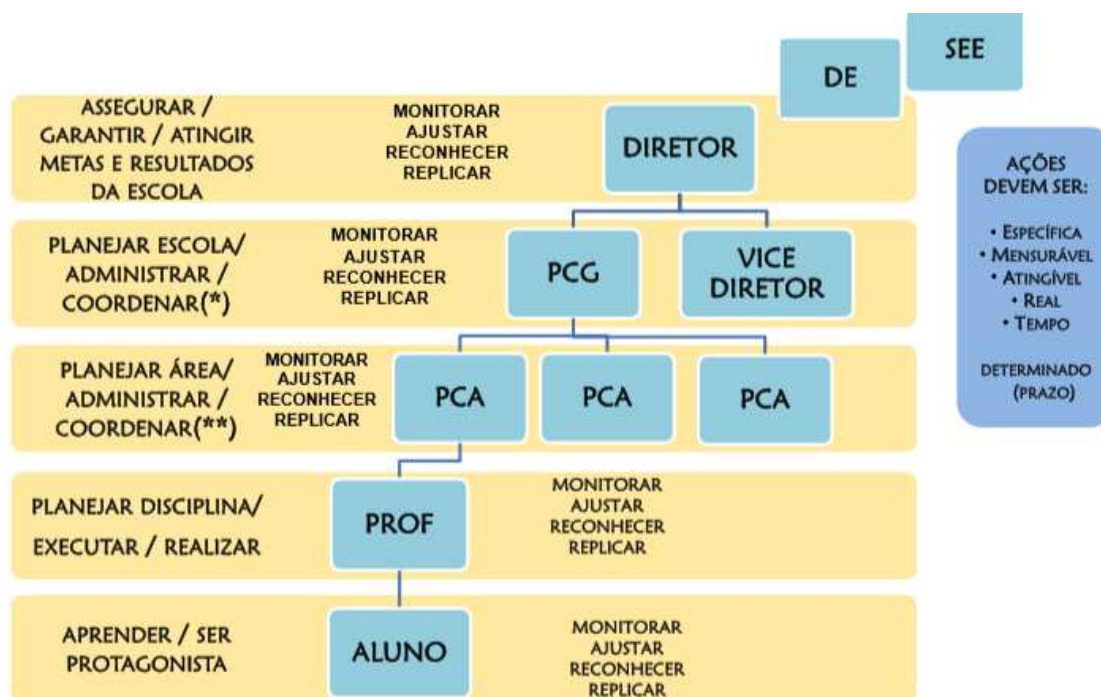 SEE
DE
ASSEGURAR /
GARANTIR / ATINGIR
METAS E RESULTADOS
DA ESCOLA
MONITORAR
AJUSTAR
RECONHECER
REPLICAR
DIRETOR
PLANEJAR ESCOLA/
ADMINISTRAR /
COORDENAR(*)
MONITORAR
AJUSTAR
RECONHECER
REPLICAR
PCG
VICE
DIRETOR
PLANEJAR ÁREA/
ADMINISTRAR /
COORDENAR(**)
MONITORAR
AJUSTAR
RECONHECER
REPLICAR
PCA
PCA
PCA
PLANEJAR DISCIPLINA/
EXECUTAR / REALIZAR
PROF
MONITORAR
AJUSTAR
RECONHECER
REPLICAR
APRENDER / SER
PROTAGONISTA
ALUNO
MONITORAR
AJUSTAR
RECONHECER
REPLICAR
AÇÕES
DEVEM SER:
• ESPECÍFICA
• MENSURÁVEL
• ATINGÍVEL
• REAL
• TEMPO
DETERMINADO
(PRAZO)